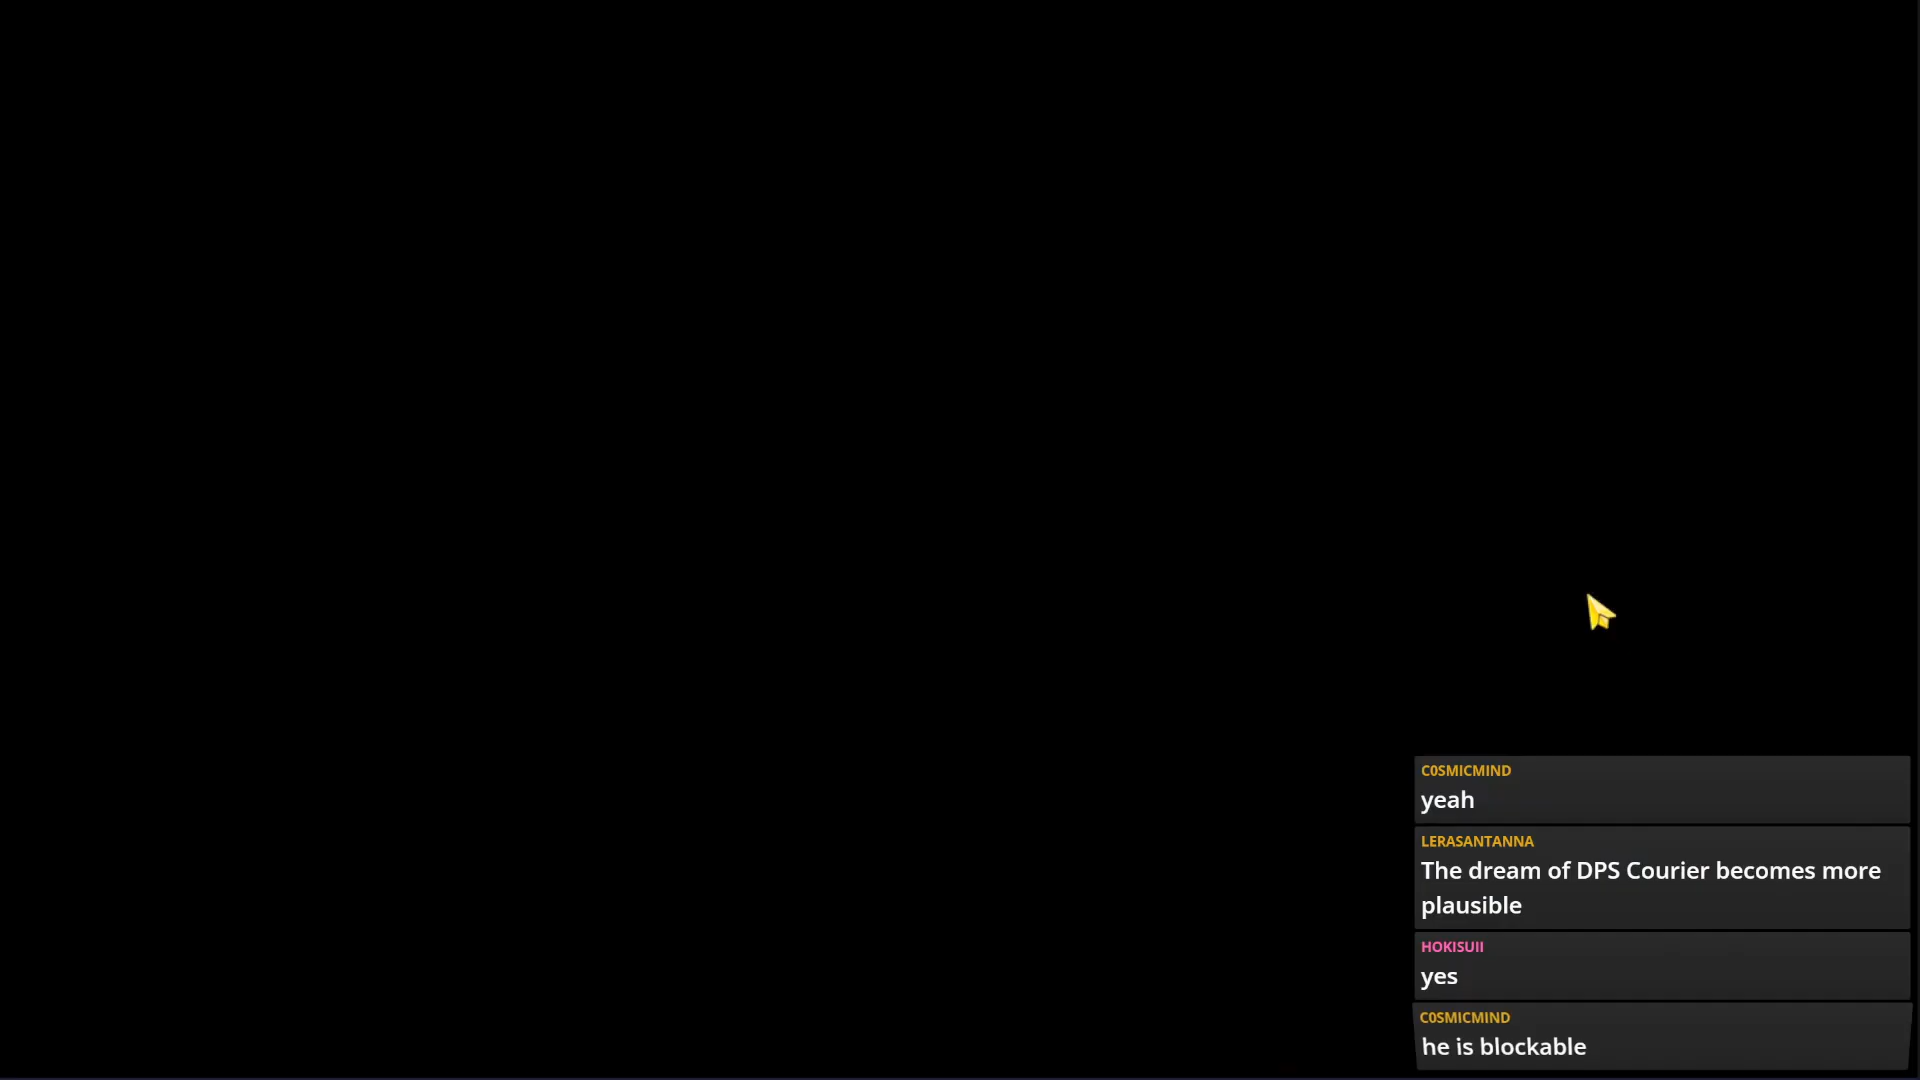 C0SMICMIND
yeah
LERASANTANNA
The dream of DPS Courier becomes more
plausible
HOKISUII
yes
C0SMICMIND
he is blockable